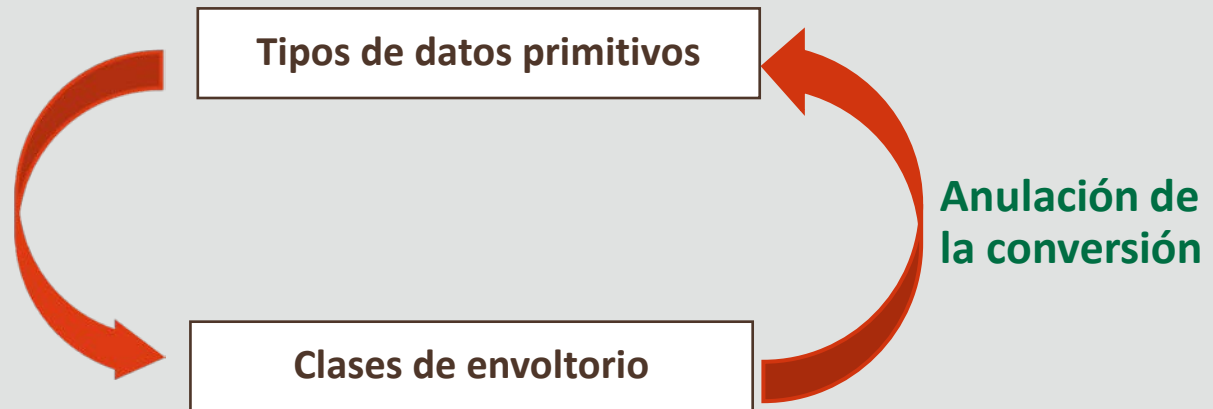 Tipos de datos primitivos
Anulación de
la conversión
Clases de envoltorio